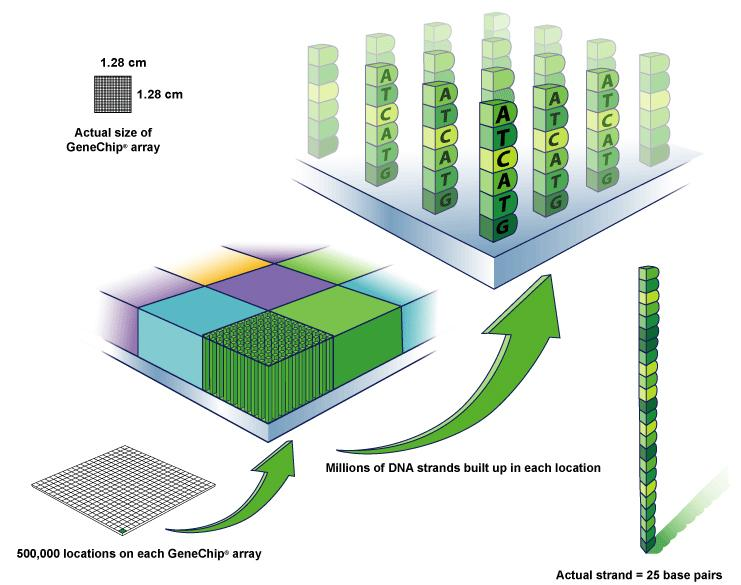 1.28 cm
1.28 cm
Actual size of
GeneChip® array
A
T
C
A
T
G
A
T
C
A
T
G
A
T
C
A
T
G
A
T
C
A
T
G
A
T
C
A
T
G
Millions of DNA strands built up in each location
500,000 locations on each GeneChip® array
Actual strand = 25 base pairs